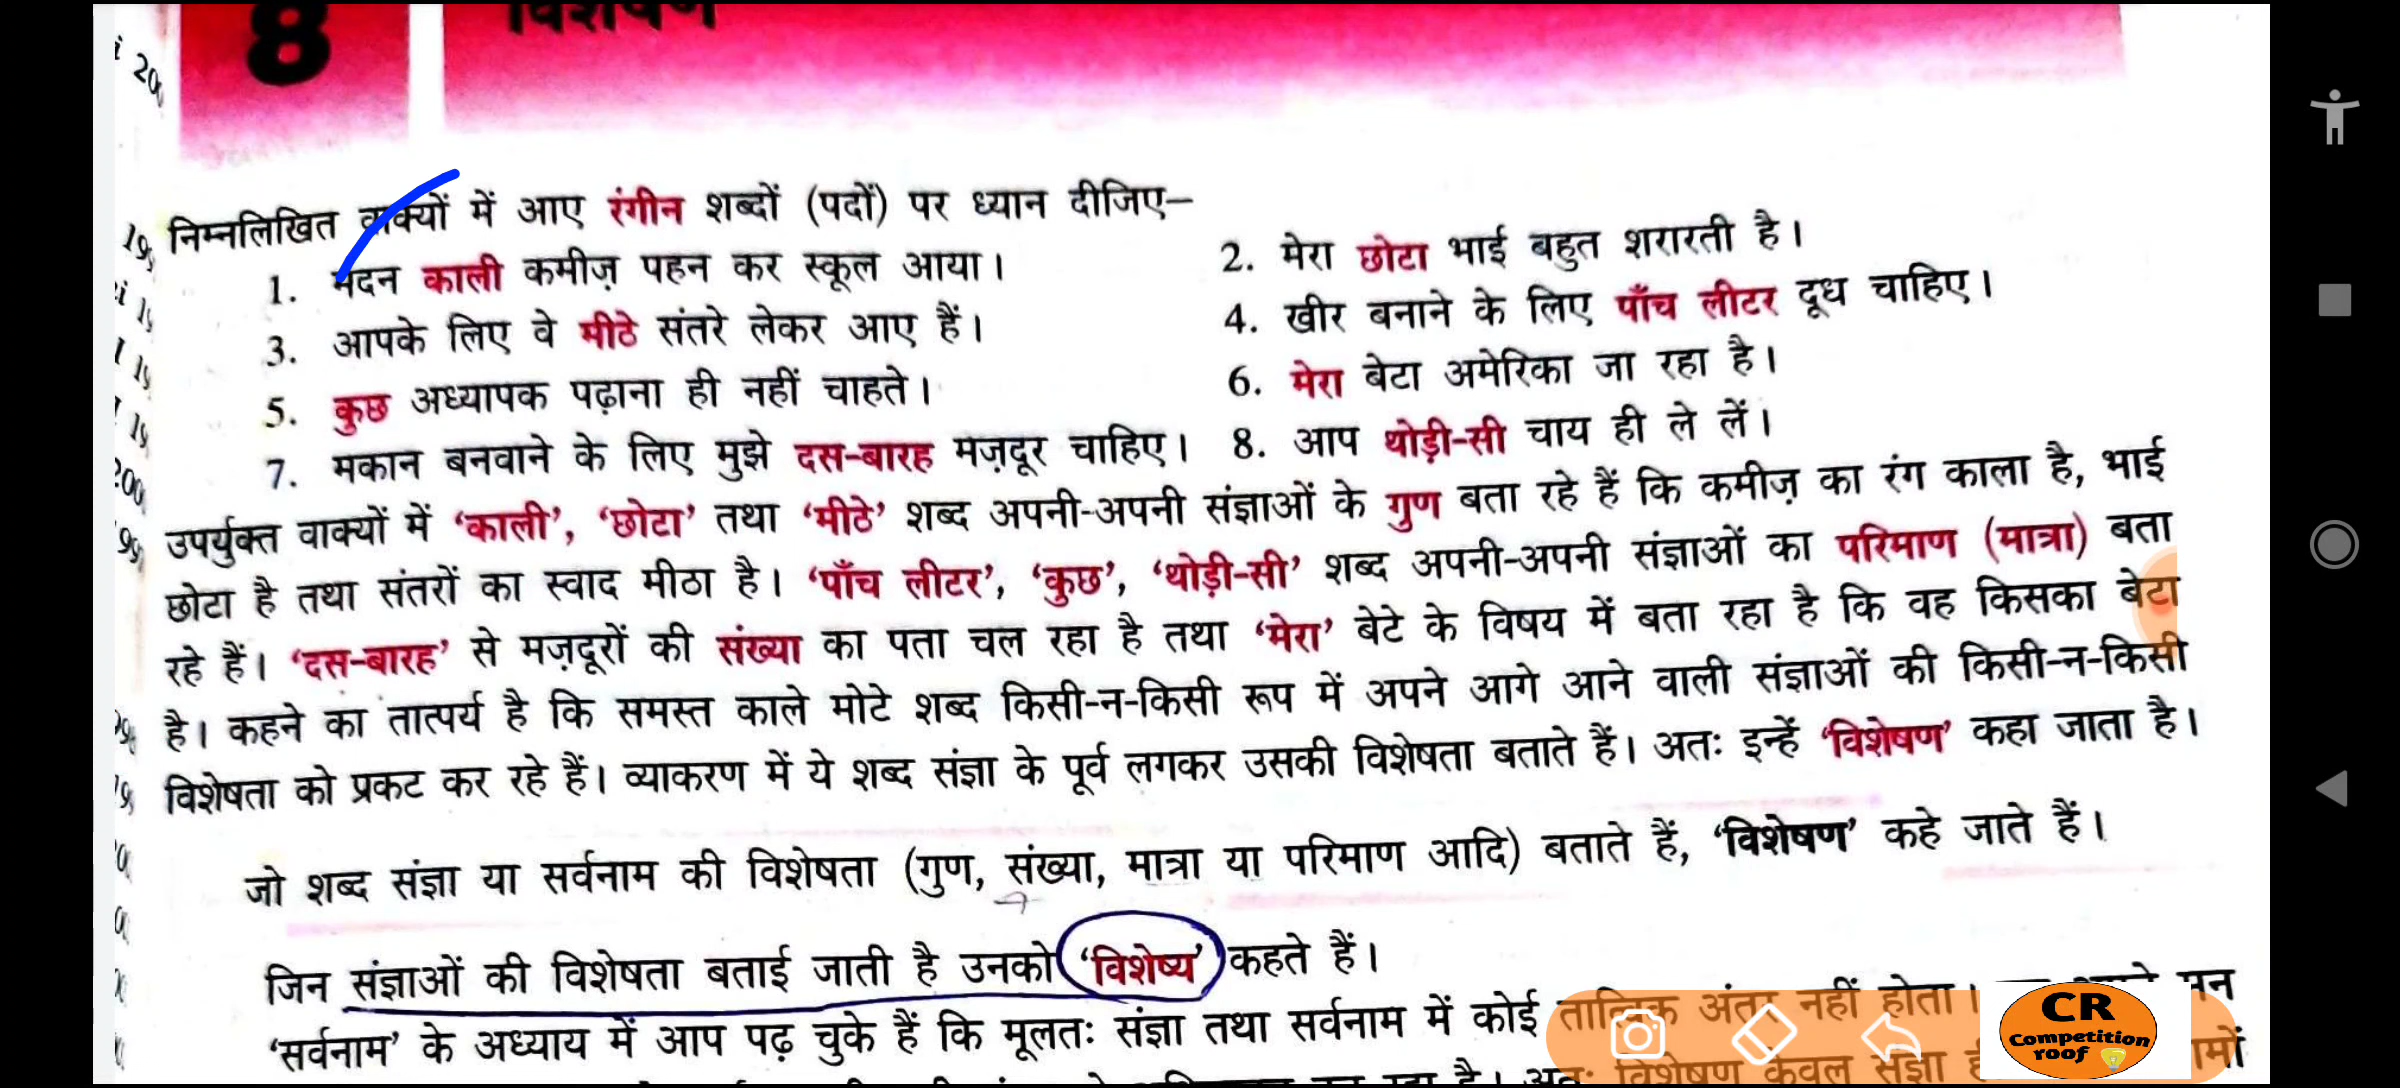 8
विशेषण
निम्नलिखित वाक्यों में आए रंगीन शब्दों (पदों) पर ध्यान दीजिए–
1. मदन काली कमीज़ पहन कर स्कूल आया।
2. मेरा छोटा भाई बहुत शरारती है।
3. आपके लिए वे मीठे संतरे लेकर आए हैं।
4. खीर बनाने के लिए पाँच लीटर दूध चाहिए।
5. कुछ अध्यापक पढ़ाना ही नहीं चाहते।
6. मेरा बेटा अमेरिका जा रहा है।
7. मकान बनवाने के लिए मुझे दस-बारह मज़दूर चाहिए।
8. आप थोड़ी-सी चाय ही ले लें।
उपर्युक्त वाक्यों में ‘काली’, ‘छोटा’ तथा ‘मीठे’ शब्द अपनी-अपनी संज्ञाओं के गुण बता रहे हैं कि कमीज़ का रंग काला है, भाई
छोटा है तथा संतरों का स्वाद मीठा है। ‘पाँच लीटर’, ‘कुछ’, ‘थोड़ी-सी’ शब्द अपनी-अपनी संज्ञाओं का परिमाण (मात्रा) बता
रहे हैं। ‘दस-बारह’ से मज़दूरों की संख्या का पता चल रहा है तथा ‘मेरा’ बेटे के विषय में बता रहा है कि वह किसका बेटा
है। कहने का तात्पर्य है कि समस्त काले मोटे शब्द किसी-न-किसी रूप में अपने आगे आने वाली संज्ञाओं की किसी-न-किसी
विशेषता को प्रकट कर रहे हैं। व्याकरण में ये शब्द संज्ञा के पूर्व लगकर उसकी विशेषता बताते हैं। अतः इन्हें ‘विशेषण’ कहा जाता है।
जो शब्द संज्ञा या सर्वनाम की विशेषता (गुण, संख्या, मात्रा या परिमाण आदि) बताते हैं, ‘विशेषण’ कहे जाते हैं।
जिन संज्ञाओं की विशेषता बताई जाती है उनको ‘विशेष्य’ कहते हैं।
‘सर्वनाम’ के अध्याय में आप पढ़ चुके हैं कि मूलतः संज्ञा तथा सर्वनाम में कोई तात्विक अंतर नहीं होता।
है। अतः विशेषण केवल संज्ञा
CR
Competition
roof